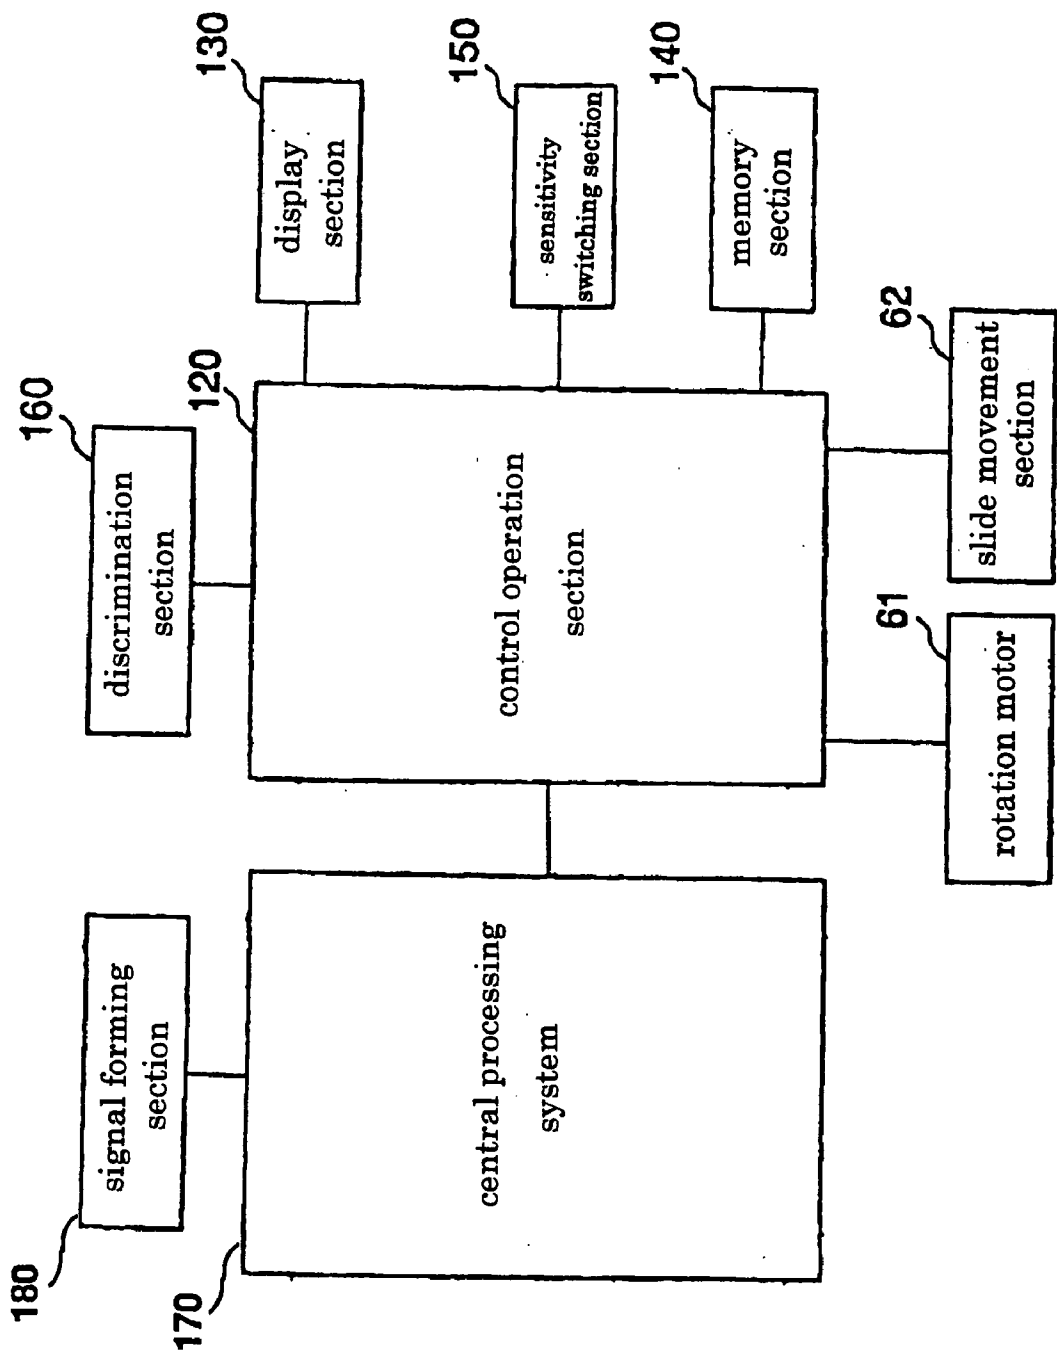 180
signal forming
section
170
central processing
system
160
discrimination
section
120
control operation
section
130
display
section
150
sensitivity
switching section
140
memory
section
61
rotation motor
62
slide movement
section